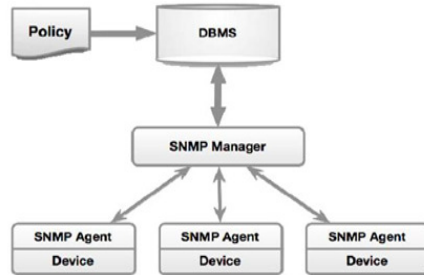 Policy
DBMS
SNMP Manager
SNMP Agent
Device
SNMP Agent
Device
SNMP Agent
Device